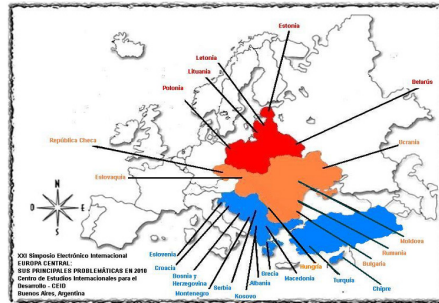 Estonia
Letonia
Lituania
Polonia
Belarús
República Checa
Ucrania
Eslovaquia
N
O
E
S
Eslovenia
Croacia
Bosnia y
Herzegovina
Montenegro
Serbia
Kosovo
Albania
Grecia
Macedonia
Hungría
Turquía
Chipre
Bulgaria
Rumania
Moldova
XXI Simposio Electrónico Internacional
EUROPA CENTRAL:
SUS PRINCIPALES PROBLEMÁTICAS EN 2010
Centro de Estudios Internacionales para el
Desarrollo - CEID
Buenos Aires, Argentina